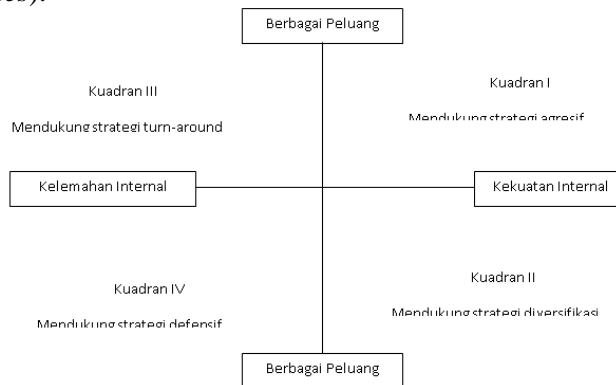 es).
Berbagai Peluang
Kuadran III
Mendukung strategi turn-around
Kuadran I
Mendukung strategi agresif
Kelemahan Internal
Kekuatan Internal
Kuadran IV
Mendukung strategi defensif
Kuadran II
Mendukung strategi diversifikasi
Berbagai Peluang